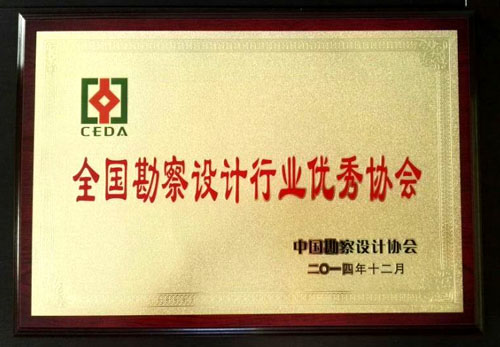 CEDA
全国勘察设计行业优秀协会
中国勘察设计协会
二〇一四年十二月